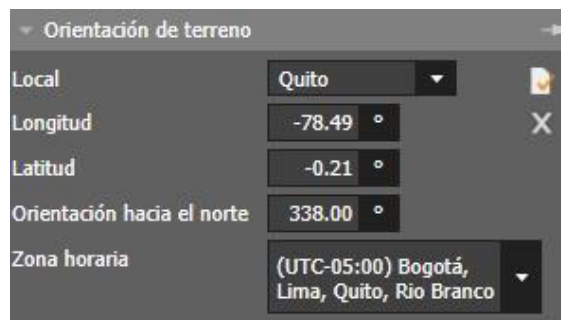 Orientación de terreno
Local Quito
Longitud -78.49 °
Latitud -0.21 °
Orientación hacia el norte 338.00 °
Zona horaria (UTC-05:00) Bogotá,
Lima, Quito, Rio Branco